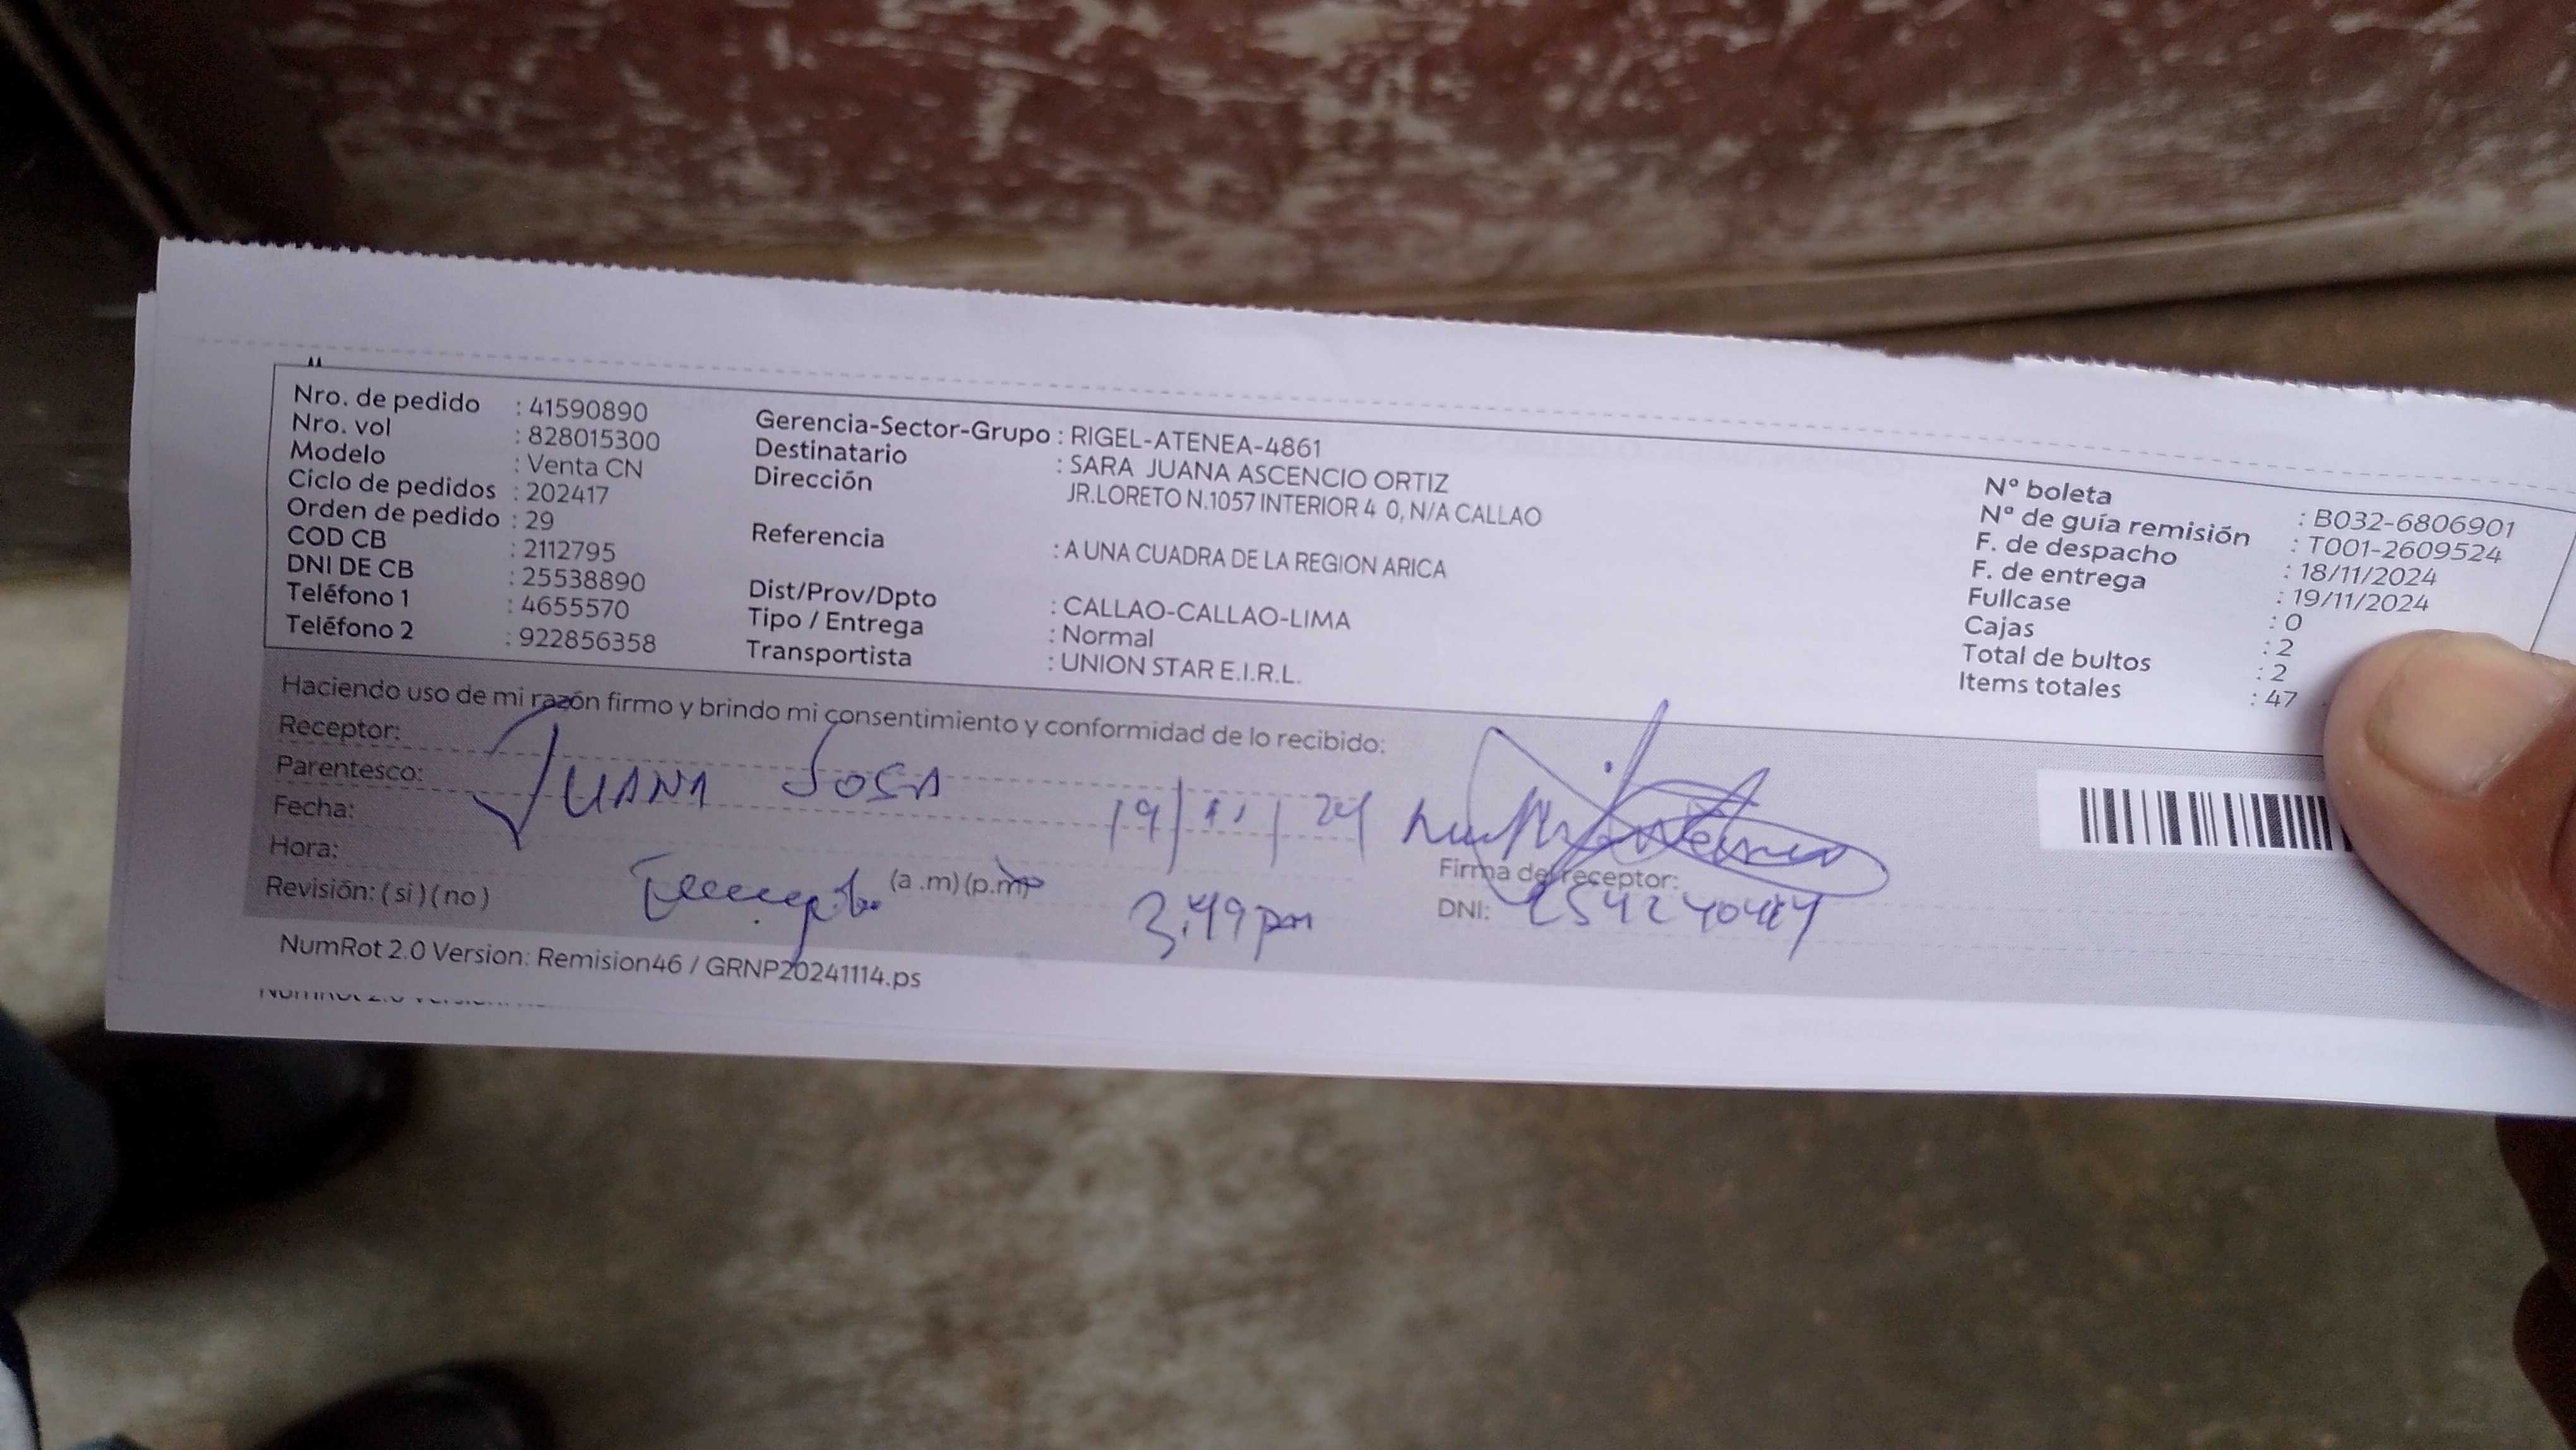 Nro. de pedido : 41590890
Nro. vol : 828015300
Modelo : Venta CN
Ciclo de pedidos : 202417
Orden de pedido : 29
COD CB : 2112795
DNI DE CB : 25538890
Teléfono 1 : 4655570
Teléfono 2 : 922856358
Gerencia-Sector-Grupo : RIGEL-ATENEA-4861
Destinatario : SARA JUANA ASCENCIO ORTIZ
Dirección JR.LORETO N.1057 INTERIOR 4 0, N/A CALLAO
Referencia : A UNA CUADRA DE LA REGION ARICA
Dist/Prov/Dpto : CALLAO-CALLAO-LIMA
Tipo / Entrega : Normal
Transportista : UNION STAR E.I.R.L.
Nº boleta : B032-6806901
Nº de guía remisión : T001-2609524
F. de despacho : 18/11/2024
F. de entrega : 19/11/2024
Fullcase : 0
Cajas : 2
Total de bultos : 2
Items totales : 47
Haciendo uso de mi razón firmo y brindo mi consentimiento y conformidad de lo recibido:
Receptor:
Parentesco: JUANA SOSA
Fecha: 19/11/24
Hora: (a .m) (p.m)
Revisión: (si) (no) 3:49 pm
Firma de receptor:
DNI:
NumRot 2.0 Version: Remision46 / GRNP20241114.ps